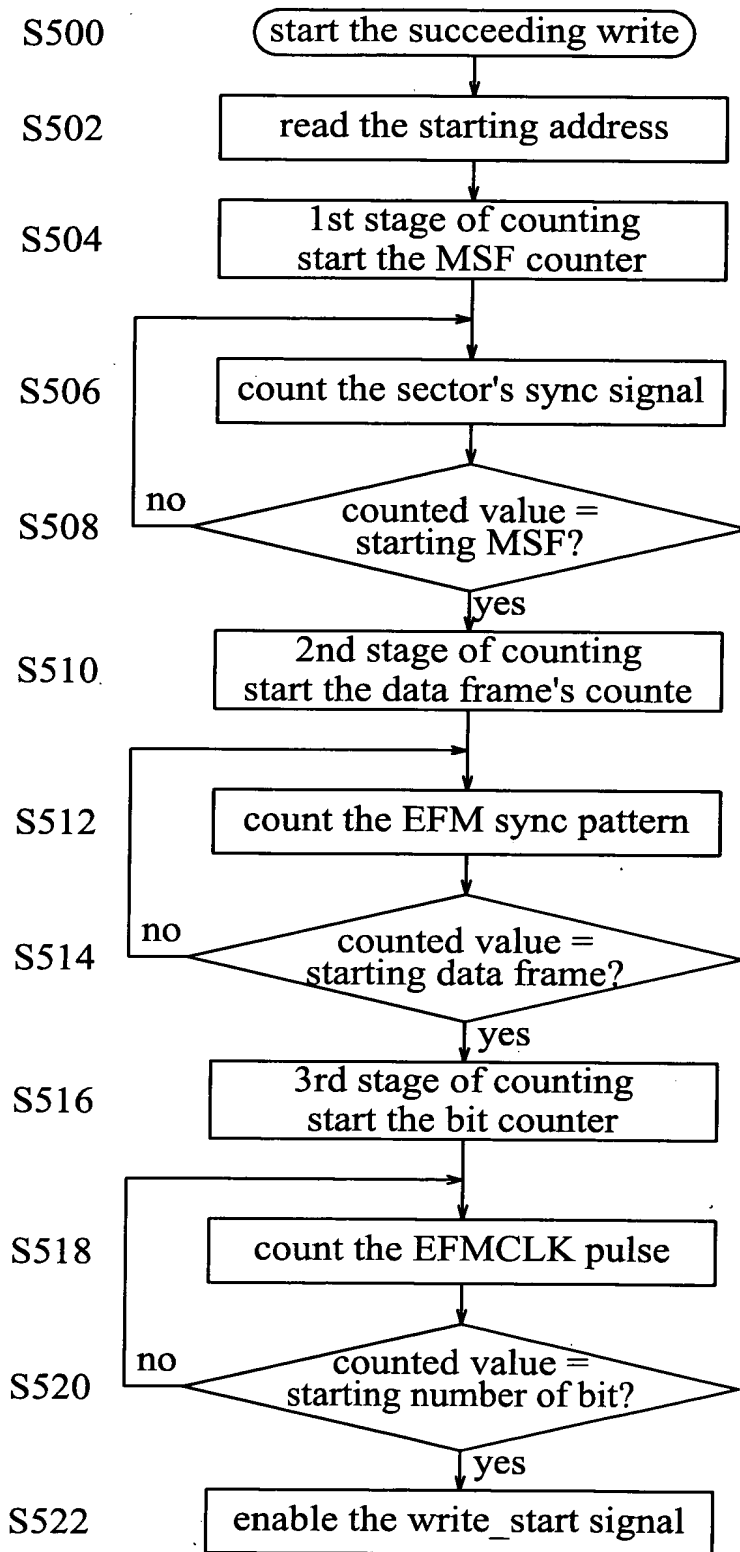 S500
start the succeeding write
S502
read the starting address
S504
1st stage of counting
start the MSF counter
S506
count the sector's sync signal
no
S508
counted value =
starting MSF?
yes
S510
2nd stage of counting
start the data frame's counte
S512
count the EFM sync pattern
no
S514
counted value =
starting data frame?
yes
S516
3rd stage of counting
start the bit counter
S518
count the EFMCLK pulse
no
S520
counted value =
starting number of bit?
yes
S522
enable the write_start signal